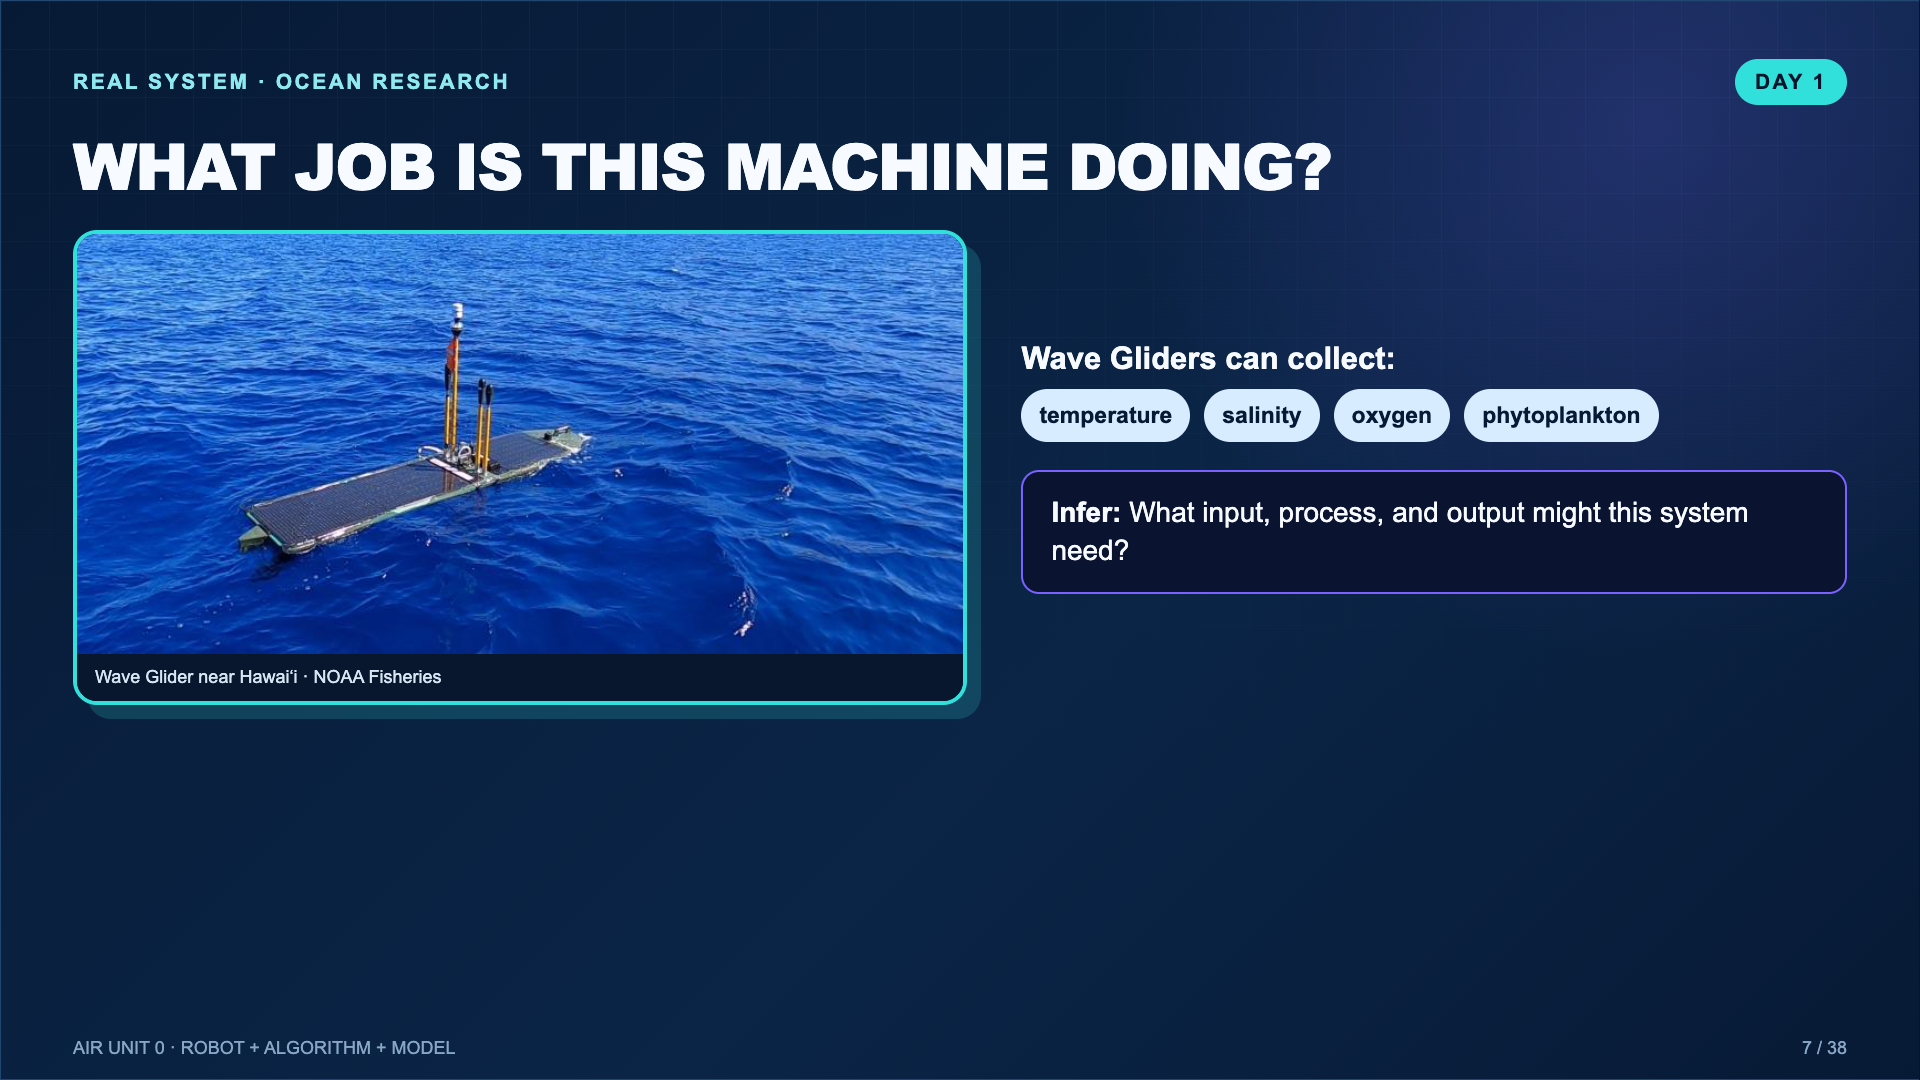 REAL SYSTEM · OCEAN RESEARCH
DAY 1
WHAT JOB IS THIS MACHINE DOING?
Wave Gliders can collect:
temperature salinity oxygen phytoplankton
Infer: What input, process, and output might this system
need?
Wave Glider near Hawaiʻi · NOAA Fisheries
AIR UNIT 0 · ROBOT + ALGORITHM + MODEL
7 / 38